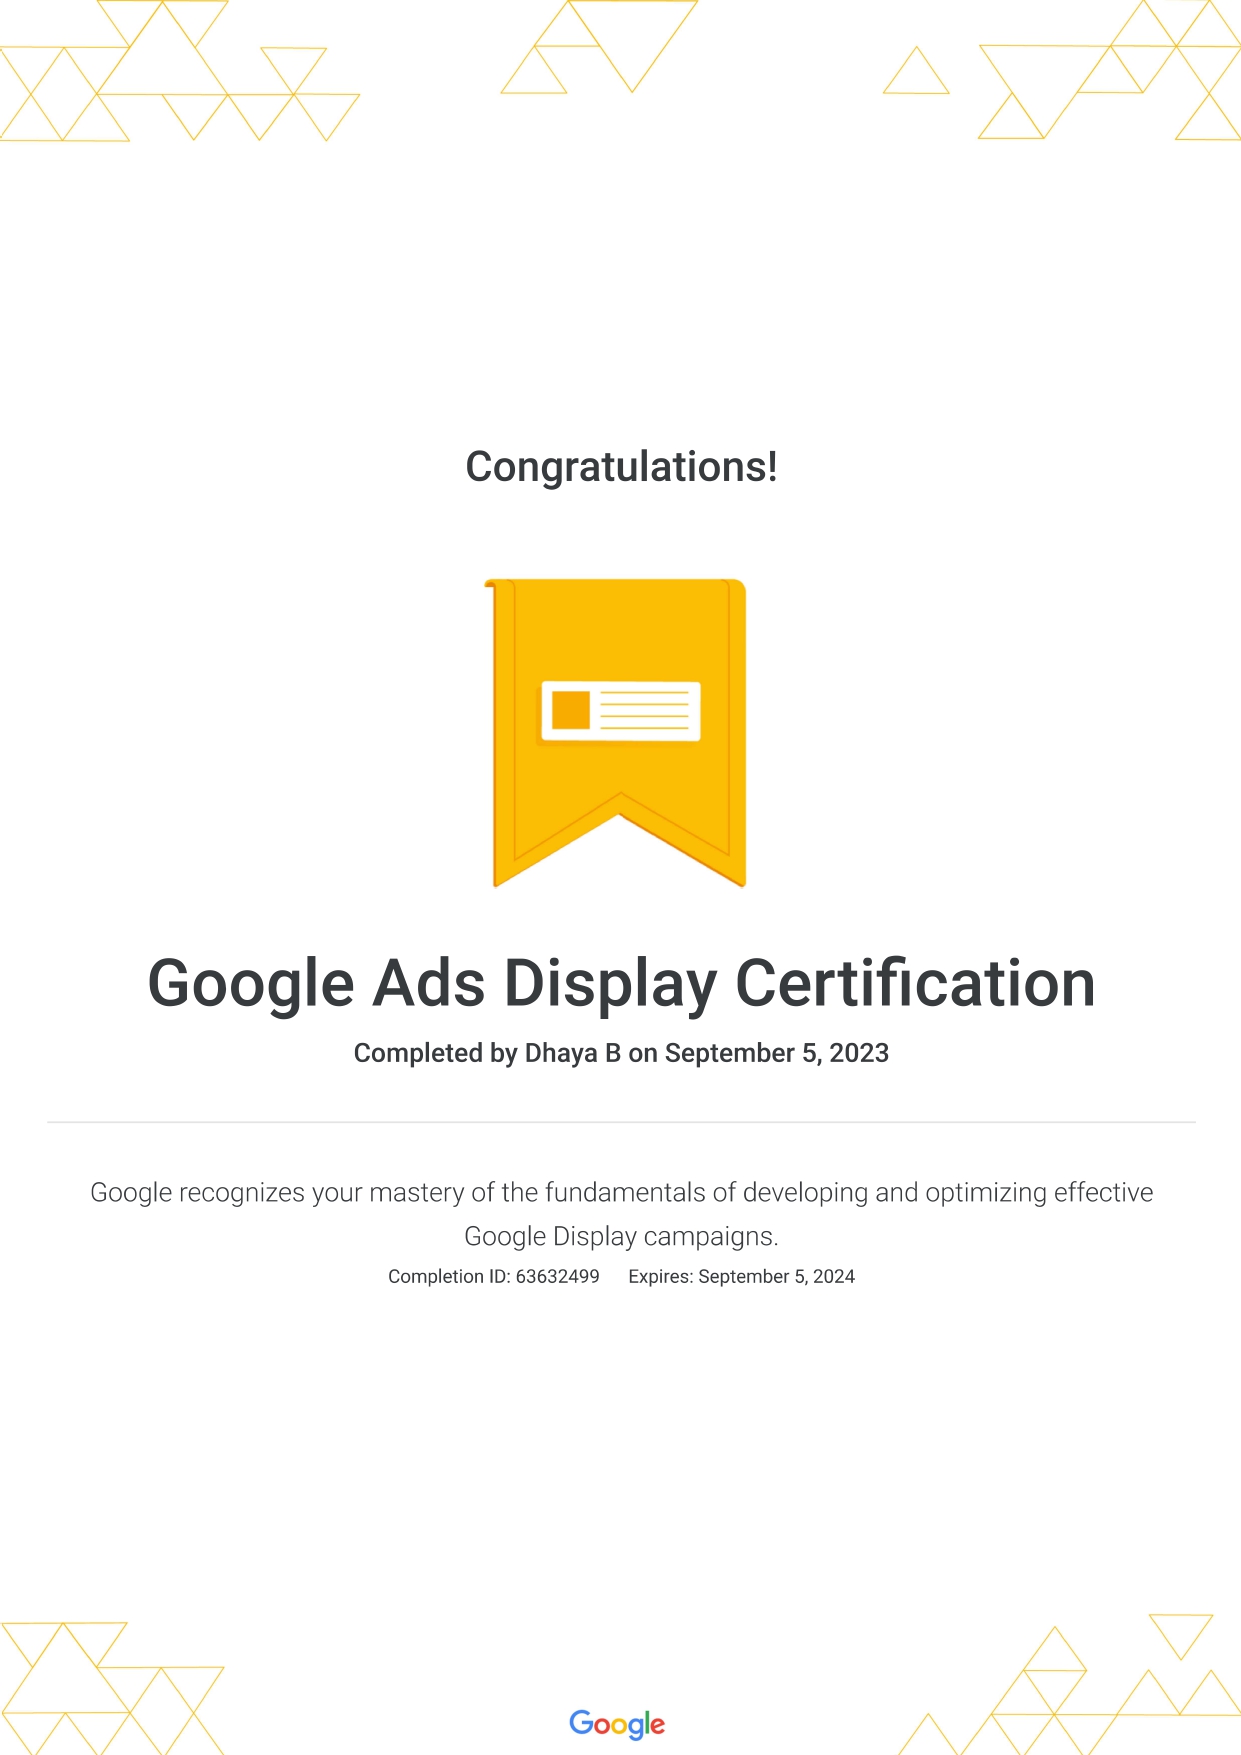 Congratulations!
Google Ads Display Certification
Completed by Dhaya B on September 5, 2023
Google recognizes your mastery of the fundamentals of developing and optimizing effective
Google Display campaigns.
Completion ID: 63632499 Expires: September 5, 2024
Google